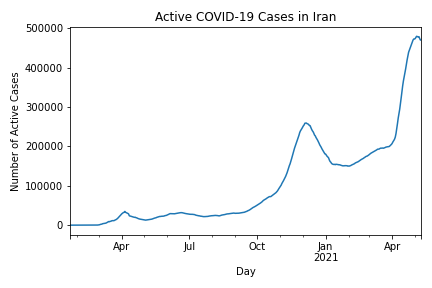 Active COVID-19 Cases in Iran
500000
400000
300000
200000
100000
0
Number of Active Cases
Apr
Jul
Oct
Jan
2021
Apr
Day